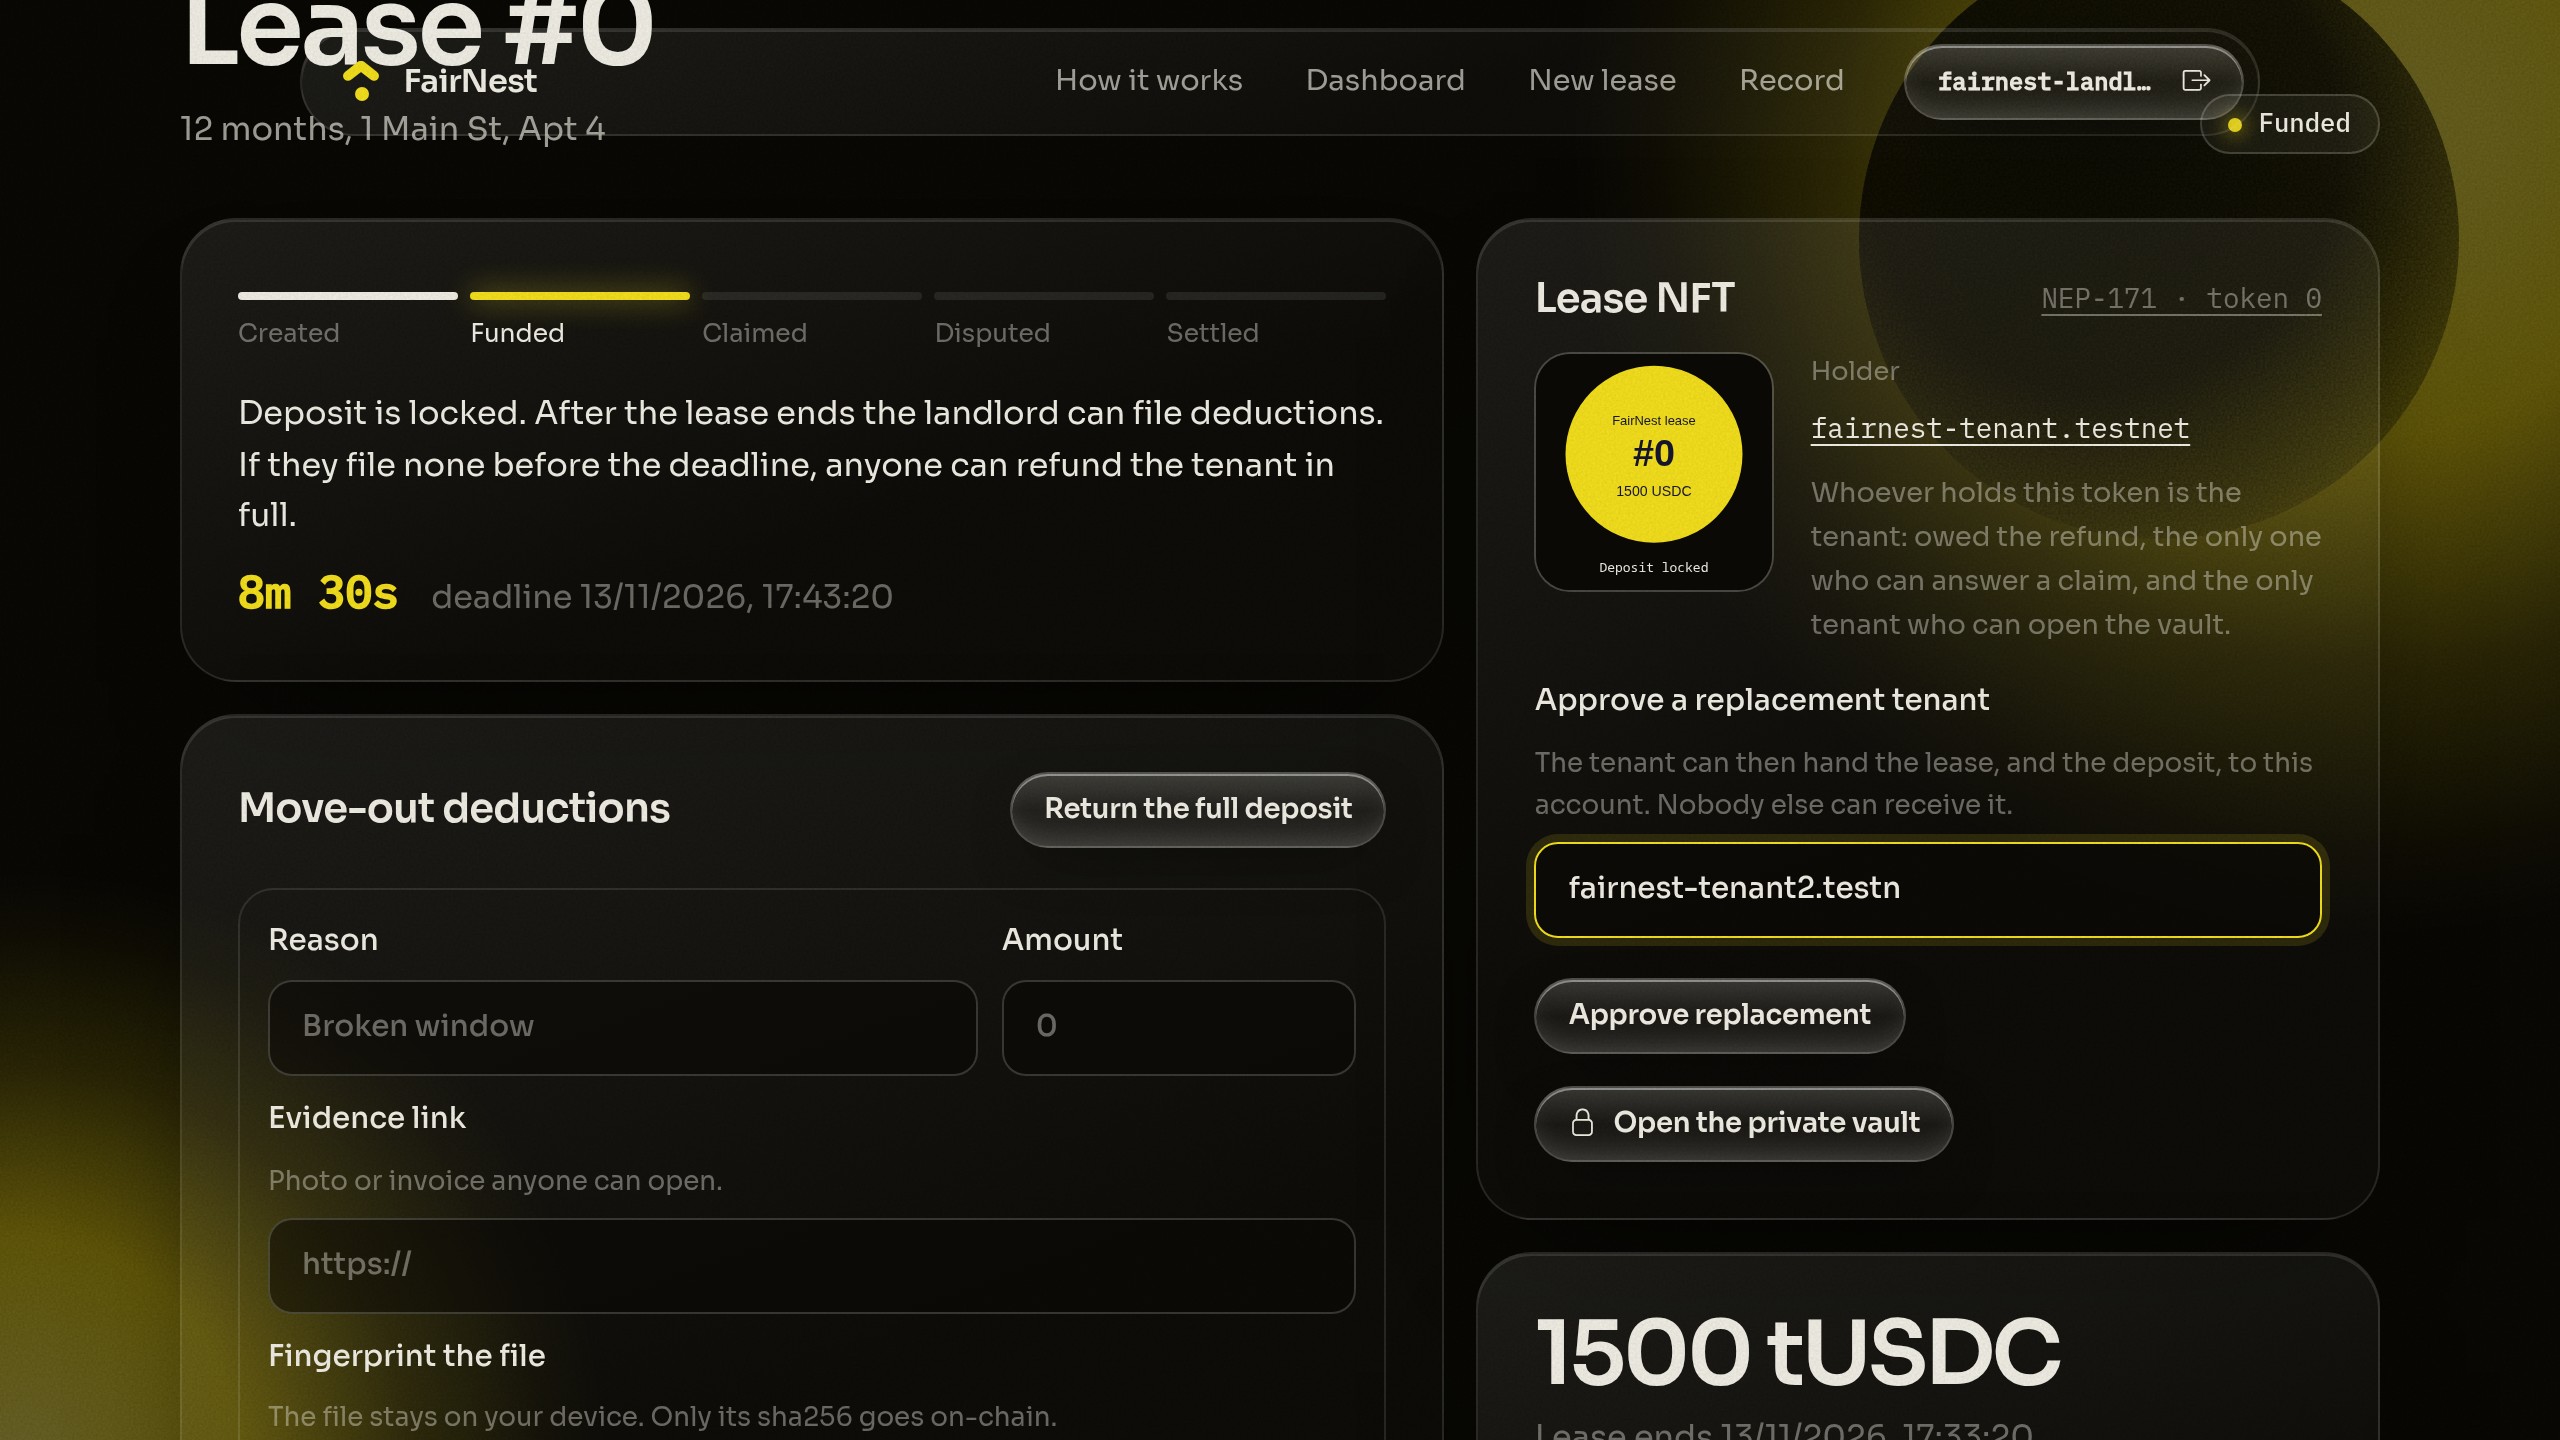 Lease #0
FairNest
How it works
Dashboard
New lease
Record
fairnest-landl…
12 months, 1 Main St, Apt 4
Funded
Created
Funded
Claimed
Disputed
Settled
Deposit is locked. After the lease ends the landlord can file deductions.
If they file none before the deadline, anyone can refund the tenant in
full.
8m 30s
deadline 13/11/2026, 17:43:20
Move-out deductions
Return the full deposit
Reason
Amount
Broken window
0
Evidence link
Photo or invoice anyone can open.
https://
Fingerprint the file
The file stays on your device. Only its sha256 goes on-chain.
Lease NFT
NEP-171 · token 0
FairNest lease
#0
1500 USDC
Deposit locked
Holder
fairnest-tenant.testnet
Whoever holds this token is the
tenant: owed the refund, the only one
who can answer a claim, and the only
tenant who can open the vault.
Approve a replacement tenant
The tenant can then hand the lease, and the deposit, to this
account. Nobody else can receive it.
fairnest-tenant2.testn
Approve replacement
Open the private vault
1500 tUSDC
Lease ends 13/11/2026, 17:33:20